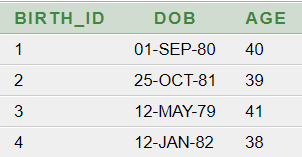 BIRTH_ID DOB AGE
1 01-SEP-80 40
2 25-OCT-81 39
3 12-MAY-79 41
4 12-JAN-82 38